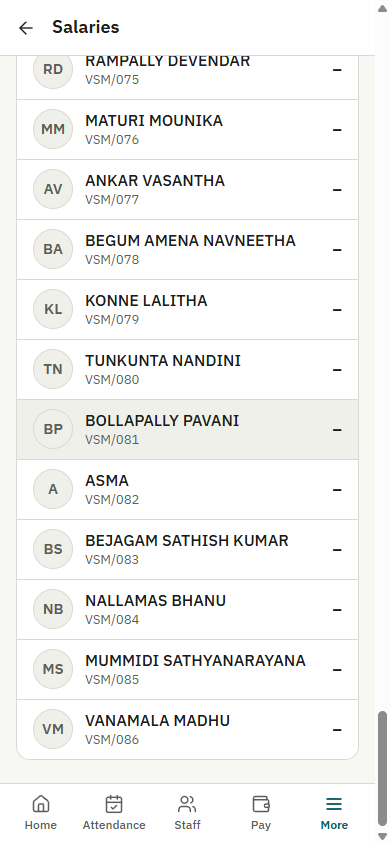 Salaries
RD
RAMPALLY DEVENDAR
VSM/075
–
MM
MATURI MOUNIKA
VSM/076
–
AV
ANKAR VASANTHA
VSM/077
–
BA
BEGUM AMENA NAVNEETHA
VSM/078
–
KL
KONNE LALITHA
VSM/079
–
TN
TUNKUNTA NANDINI
VSM/080
–
BP
BOLLAPALLY PAVANI
VSM/081
–
A
ASMA
VSM/082
–
BS
BEJAGAM SATHISH KUMAR
VSM/083
–
NB
NALLAMAS BHANU
VSM/084
–
MS
MUMMIDI SATHYANARAYANA
VSM/085
–
VM
VANAMALA MADHU
VSM/086
–
Home Attendance Staff Pay More